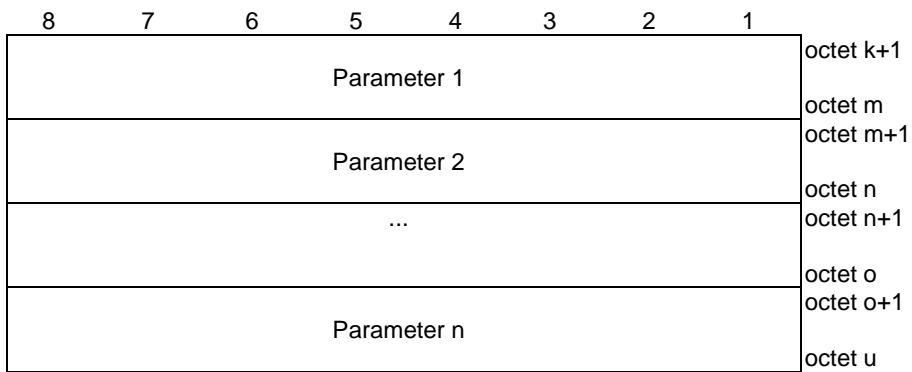 8 7 6 5 4 3 2 1
octet k+1
Parameter 1
octet m
octet m+1
Parameter 2
octet n
... octet n+1
octet o
octet o+1
Parameter n
octet u